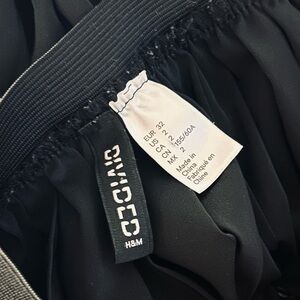 DIVIDED
H&M
EUR 32
US 2
CA 2
CN 155/60A
MX 2
Made in
China
Fabriqué en
Chine